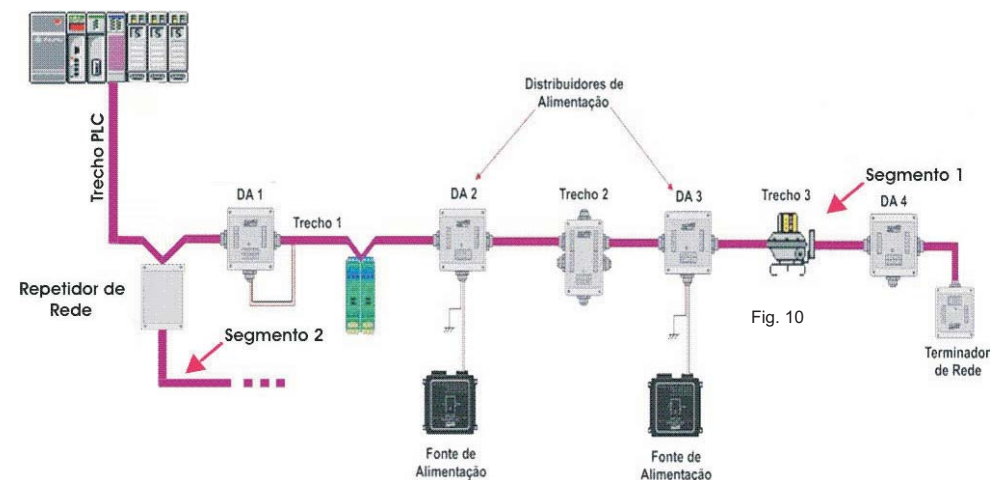 Distribuidores de
Alimentação
Trecho PLC
Segmento 1
DA 1
DA 2
Trecho 2
DA 3
Trecho 3
DA 4
Trecho 1
Repetidor de
Rede
Fig. 10
Segmento 2
Terminador
de Rede
Fonte de
Alimentação
Fonte de
Alimentação